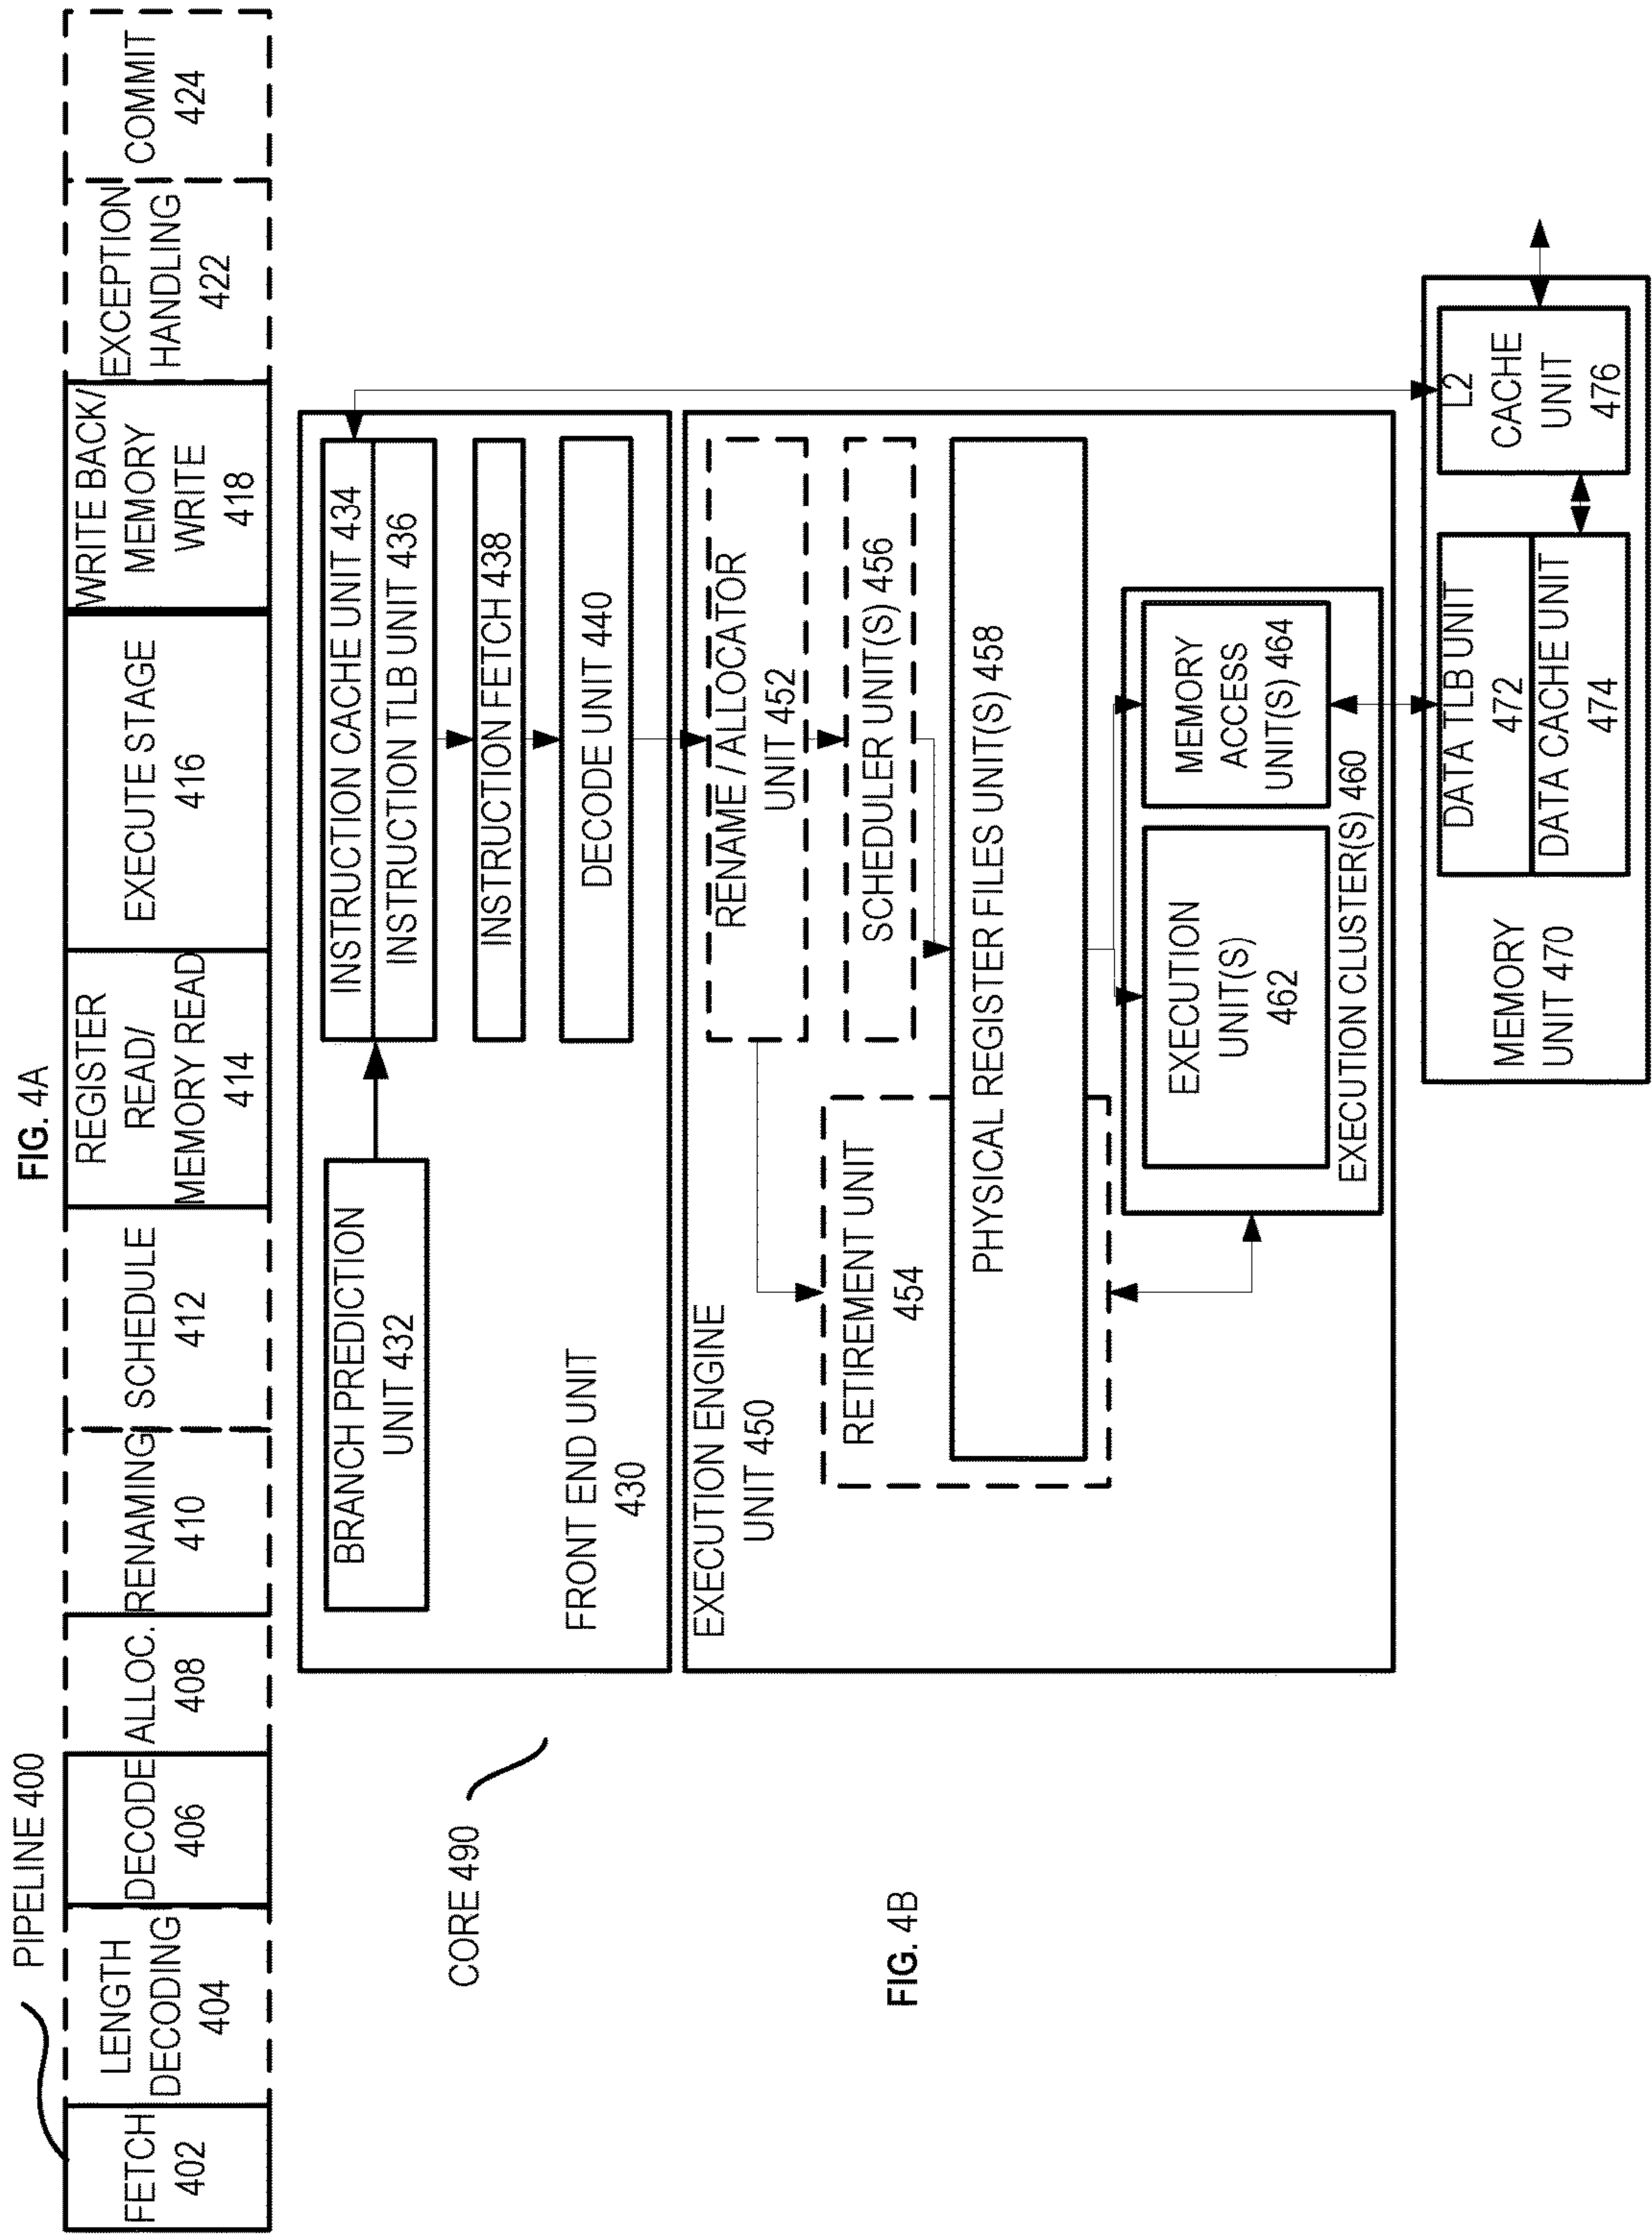 FIG. 4A
PIPELINE 400
FETCH
402
LENGTH
DECODING
404
DECODE
406
ALLOC.
408
RENAMING
410
SCHEDULE
412
REGISTER
READ/
MEMORY READ
414
EXECUTE STAGE
416
WRITE BACK/
MEMORY
WRITE
418
EXCEPTION
HANDLING
422
COMMIT
424
CORE 490
BRANCH PREDICTION
UNIT 432
INSTRUCTION CACHE UNIT 434
INSTRUCTION TLB UNIT 436
INSTRUCTION FETCH 438
DECODE UNIT 440
FRONT END UNIT
430
EXECUTION ENGINE
UNIT 450
RENAME / ALLOCATOR
UNIT 452
RETIREMENT UNIT
454
SCHEDULER UNIT(S) 456
PHYSICAL REGISTER FILES UNIT(S) 458
EXECUTION
UNIT(S)
462
MEMORY
ACCESS
UNIT(S) 464
EXECUTION CLUSTER(S) 460
MEMORY
UNIT 470
DATA TLB UNIT
472
DATA CACHE UNIT
474
L2
CACHE
UNIT
476
FIG. 4B